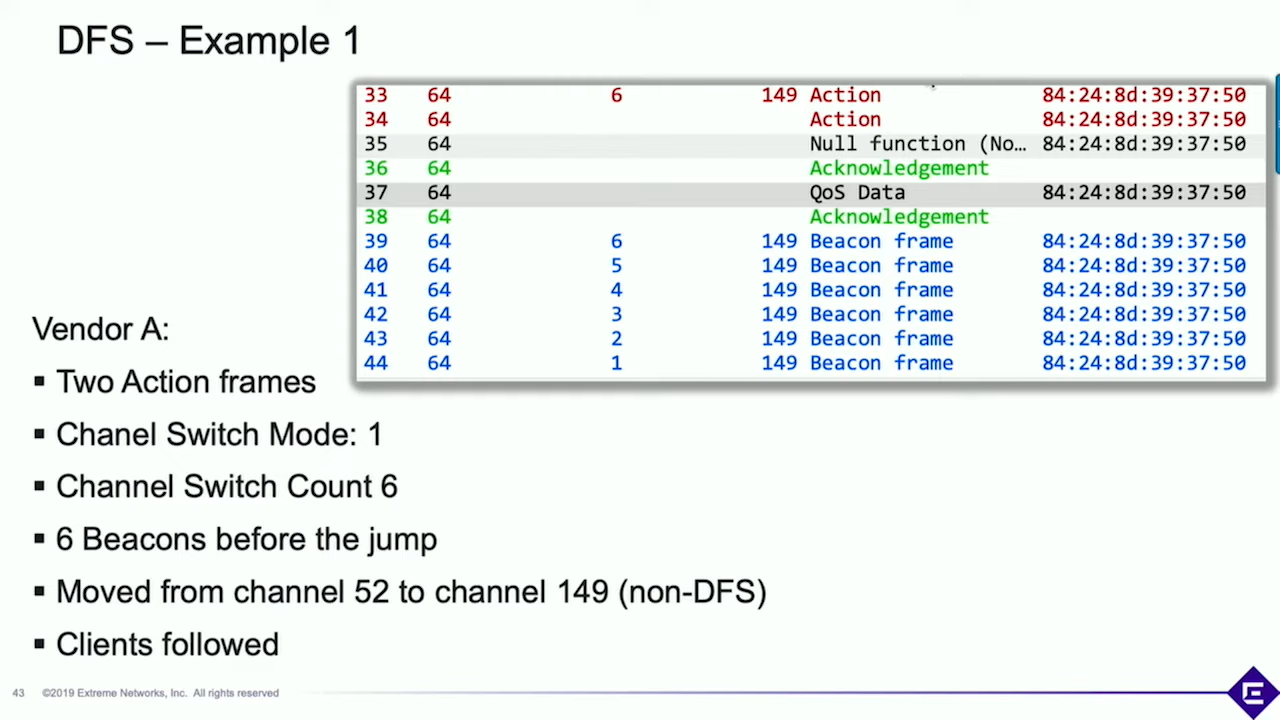 DFS – Example 1
33 64 6 149 Action 84:24:8d:39:37:50
34 64 Action 84:24:8d:39:37:50
35 64 Null function (No… 84:24:8d:39:37:50
36 64 Acknowledgement
37 64 QoS Data 84:24:8d:39:37:50
38 64 Acknowledgement
39 64 6 149 Beacon frame 84:24:8d:39:37:50
40 64 5 149 Beacon frame 84:24:8d:39:37:50
41 64 4 149 Beacon frame 84:24:8d:39:37:50
42 64 3 149 Beacon frame 84:24:8d:39:37:50
43 64 2 149 Beacon frame 84:24:8d:39:37:50
44 64 1 149 Beacon frame 84:24:8d:39:37:50
Vendor A:
▪ Two Action frames
▪ Chanel Switch Mode: 1
▪ Channel Switch Count 6
▪ 6 Beacons before the jump
▪ Moved from channel 52 to channel 149 (non-DFS)
▪ Clients followed
43 ©2019 Extreme Networks, Inc. All rights reserved